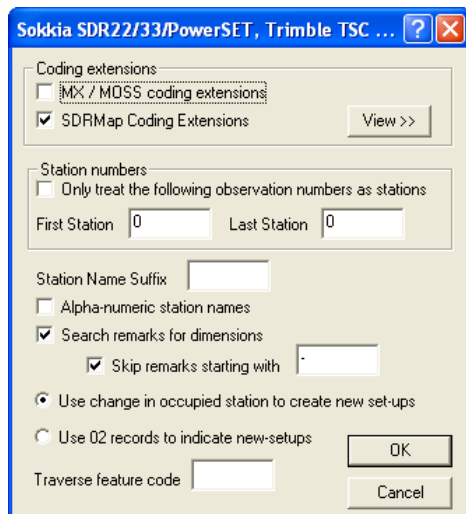 Sokkia SDR22/33/PowerSET, Trimble TSC ...
Coding extensions
MX / MOSS coding extensions
SDRMap Coding Extensions
View >>
Station numbers
Only treat the following observation numbers as stations
First Station 0 Last Station 0
Station Name Suffix
Alpha-numeric station names
Search remarks for dimensions
Skip remarks starting with -
Use change in occupied station to create new set-ups
Use 02 records to indicate new-setups
OK
Traverse feature code
Cancel